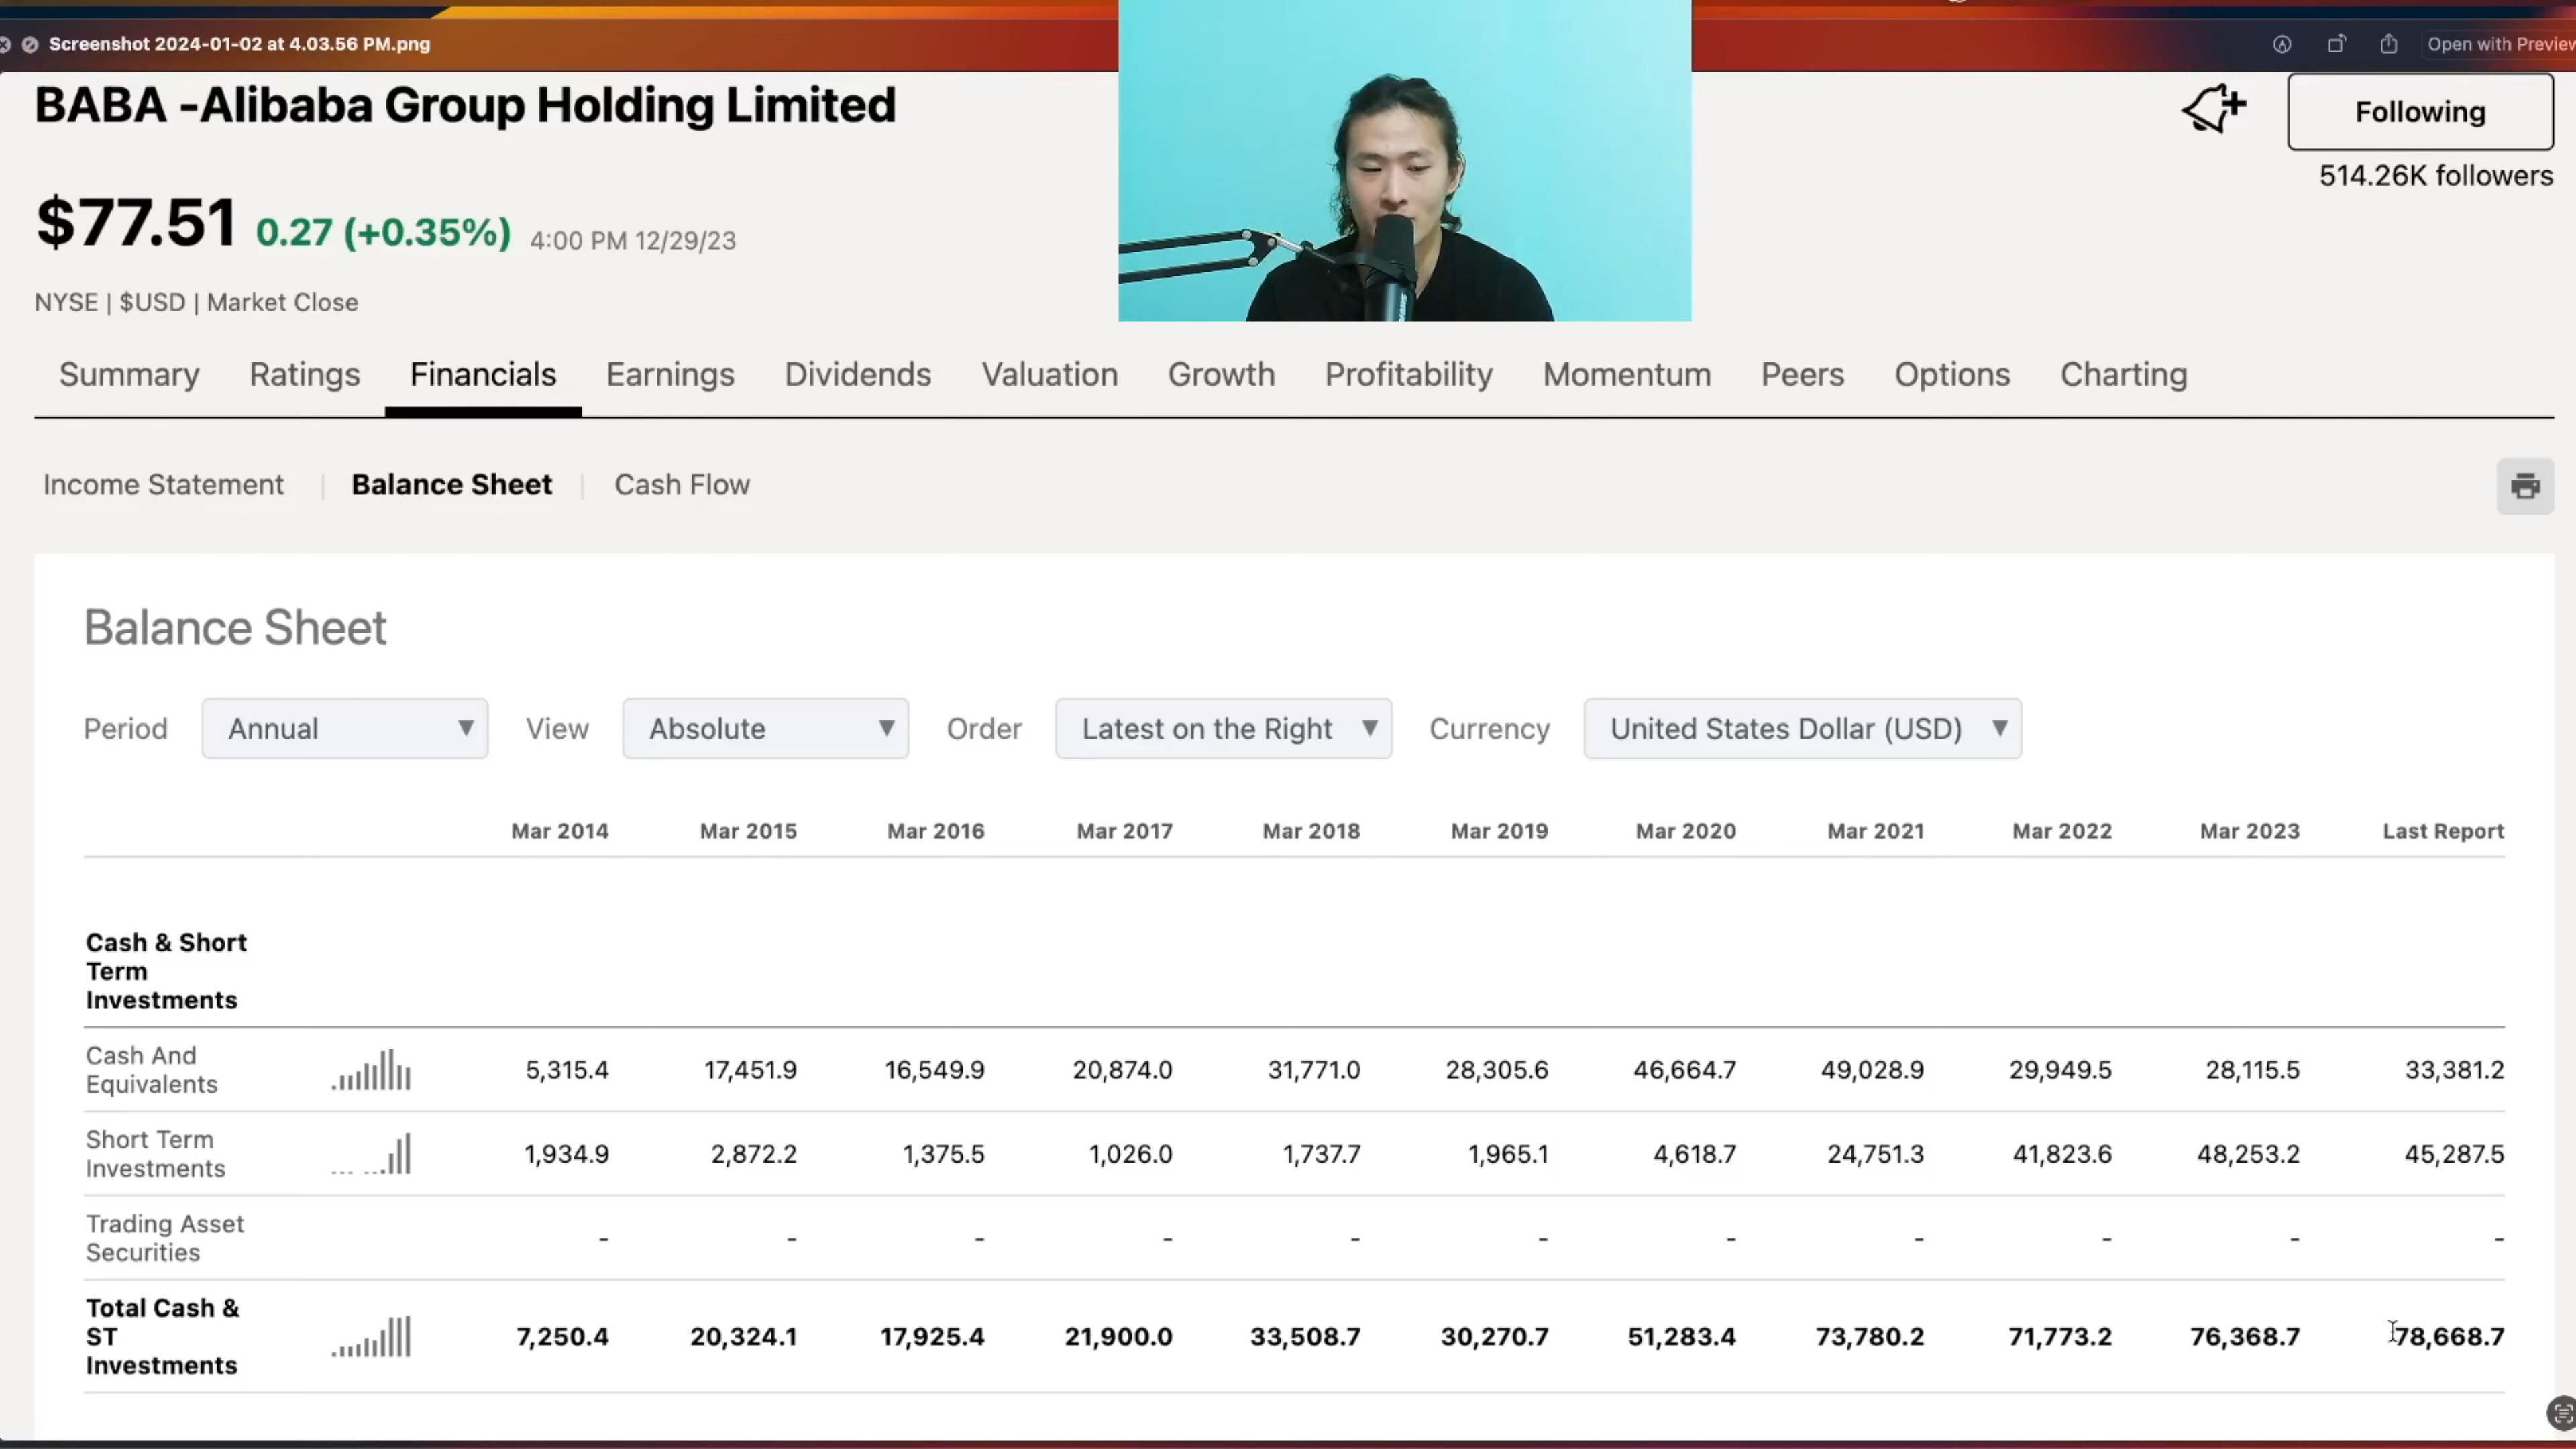 Screenshot 2024-01-02 at 4.03.56 PM.png
Open with Preview
BABA -Alibaba Group Holding Limited
Following
514.26K followers
$77.51 0.27 (+0.35%) 4:00 PM 12/29/23
NYSE | $USD | Market Close
Summary Ratings Financials Earnings Dividends Valuation Growth Profitability Momentum Peers Options Charting
Income Statement | Balance Sheet | Cash Flow
Balance Sheet
Period Annual View Absolute Order Latest on the Right Currency United States Dollar (USD)
Mar 2014 Mar 2015 Mar 2016 Mar 2017 Mar 2018 Mar 2019 Mar 2020 Mar 2021 Mar 2022 Mar 2023 Last Report
Cash & Short
Term
Investments
Cash And
Equivalents
5,315.4 17,451.9 16,549.9 20,874.0 31,771.0 28,305.6 46,664.7 49,028.9 29,949.5 28,115.5 33,381.2
Short Term
Investments
1,934.9 2,872.2 1,375.5 1,026.0 1,737.7 1,965.1 4,618.7 24,751.3 41,823.6 48,253.2 45,287.5
Trading Asset
Securities
- - - - - - - - - - -
Total Cash &
ST
Investments
7,250.4 20,324.1 17,925.4 21,900.0 33,508.7 30,270.7 51,283.4 73,780.2 71,773.2 76,368.7 78,668.7